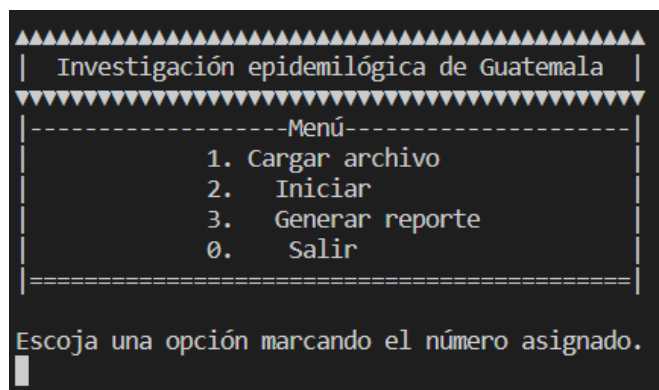 ▲▲▲▲▲▲▲▲▲▲▲▲▲▲▲▲▲▲▲▲▲▲▲▲▲▲▲▲▲▲▲▲▲▲▲▲▲▲▲▲▲▲▲▲▲▲
|  Investigación epidemilógica de Guatemala  |
▼▼▼▼▼▼▼▼▼▼▼▼▼▼▼▼▼▼▼▼▼▼▼▼▼▼▼▼▼▼▼▼▼▼▼▼▼▼▼▼▼▼▼▼▼▼
|-------------------Menú---------------------|
|             1. Cargar archivo              |
|             2.   Iniciar                   |
|             3.   Generar reporte           |
|             0.    Salir                    |
|============================================|
Escoja una opción marcando el número asignado.